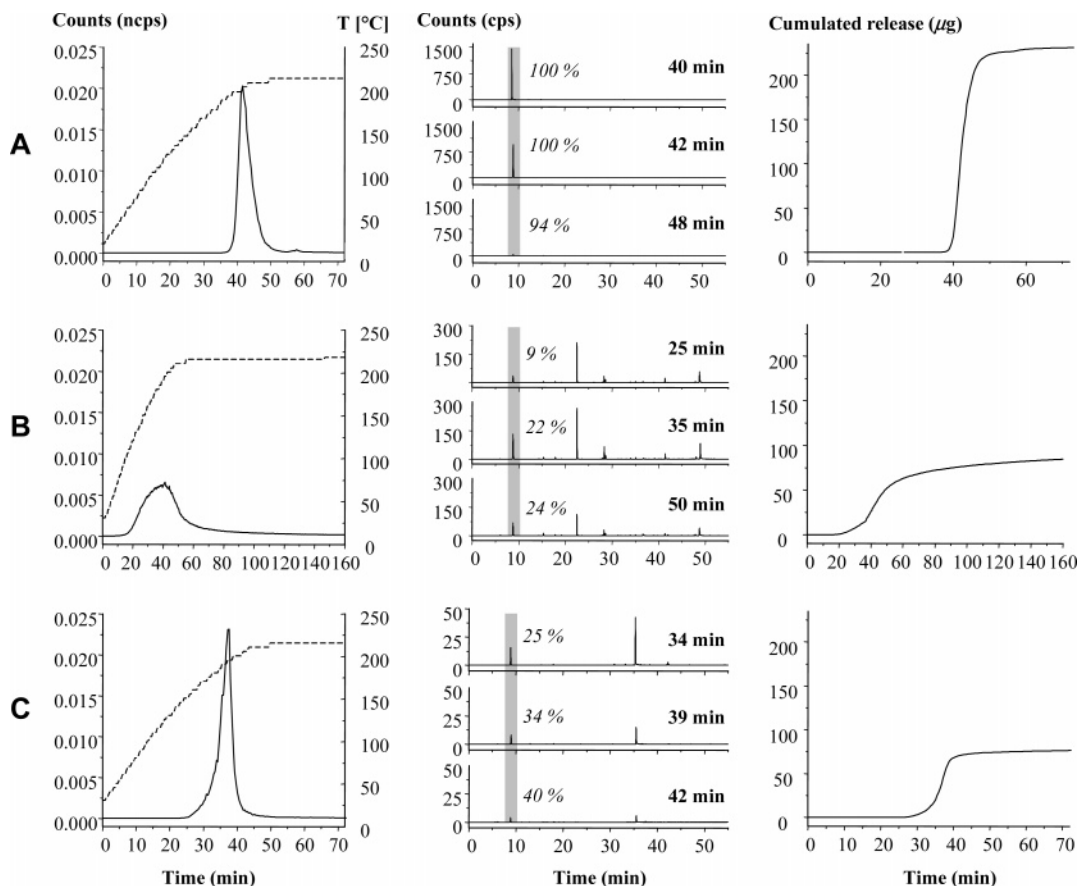 Counts (ncps) T [°C] Counts (cps) Cumulated release (μg)
A
0.025 250
0.020 200
0.015 150
0.010 100
0.005 50
0.000 0
0 10 20 30 40 50 60 70
1500
750
0
100 % 40 min
1500
750
0
100 % 42 min
1500
750
0
94 % 48 min
0 10 20 30 40 50
200
150
100
50
0
0 20 40 60
B
0.025 250
0.020 200
0.015 150
0.010 100
0.005 50
0.000 0
0 20 40 60 80 100 120 140 160
300
150
0
9 % 25 min
300
150
0
22 % 35 min
300
150
0
24 % 50 min
0 10 20 30 40 50
200
150
100
50
0
0 20 40 60 80 100 120 140 160
C
0.025 250
0.020 200
0.015 150
0.010 100
0.005 50
0.000 0
0 10 20 30 40 50 60 70
50
25
0
25 % 34 min
50
25
0
34 % 39 min
50
25
0
40 % 42 min
0 10 20 30 40 50
200
150
100
50
0
0 10 20 30 40 50 60 70
Time (min) Time (min) Time (min)